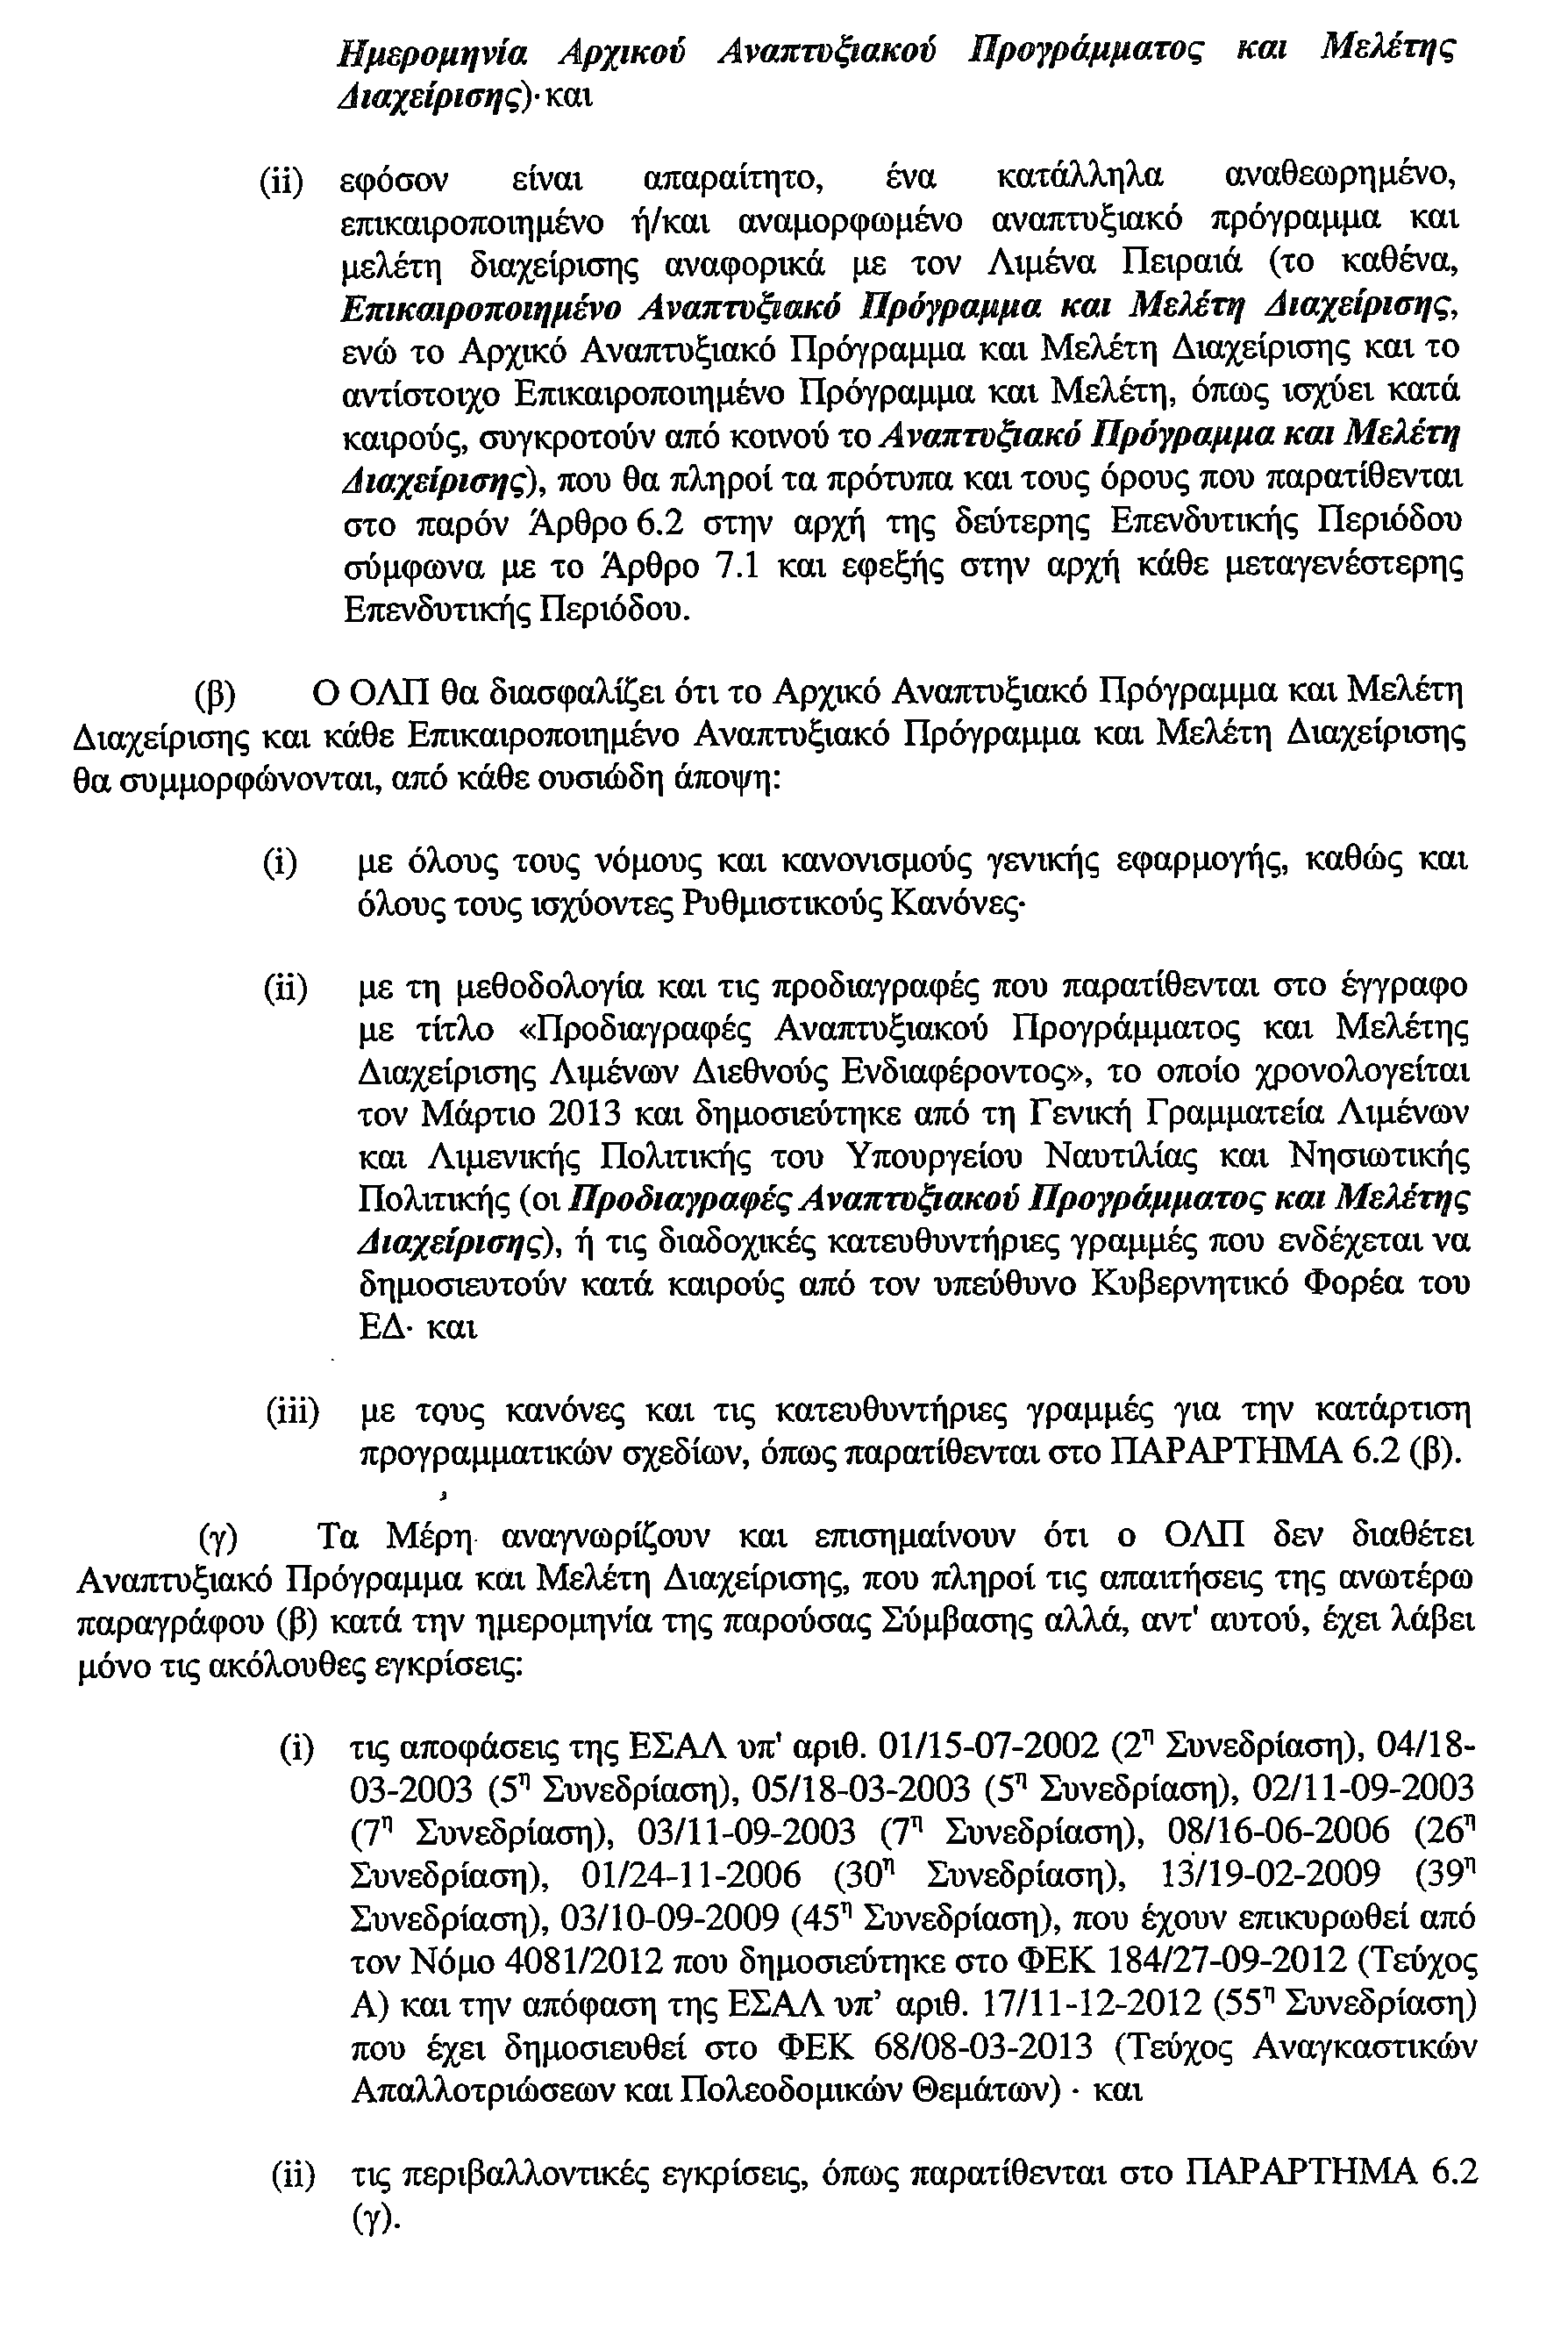 Ημερομηνία Αρχικού Αναπτυξιακού Προγράμματος και Μελέτης
Διαχείρισης)· και
(ii) εφόσον είναι απαραίτητο, ένα κατάλληλα αναθεωρημένο,
επικαιροποιημένο ή/και αναμορφωμένο αναπτυξιακό πρόγραμμα και
μελέτη διαχείρισης αναφορικά με τον Λιμένα Πειραιά (το καθένα,
Επικαιροποιημένο Αναπτυξιακό Πρόγραμμα και Μελέτη Διαχείρισης,
ενώ το Αρχικό Αναπτυξιακό Πρόγραμμα και Μελέτη Διαχείρισης και το
αντίστοιχο Επικαιροποιημένο Πρόγραμμα και Μελέτη, όπως ισχύει κατά
καιρούς, συγκροτούν από κοινού το Αναπτυξιακό Πρόγραμμα και Μελέτη
Διαχείρισης), που θα πληροί τα πρότυπα και τους όρους που παρατίθενται
στο παρόν Άρθρο 6.2 στην αρχή της δεύτερης Επενδυτικής Περιόδου
σύμφωνα με το Άρθρο 7.1 και εφεξής στην αρχή κάθε μεταγενέστερης
Επενδυτικής Περιόδου.
(β) Ο ΟΛΠ θα διασφαλίζει ότι το Αρχικό Αναπτυξιακό Πρόγραμμα και Μελέτη
Διαχείρισης και κάθε Επικαιροποιημένο Αναπτυξιακό Πρόγραμμα και Μελέτη Διαχείρισης
θα συμμορφώνονται, από κάθε ουσιώδη άποψη:
(i) με όλους τους νόμους και κανονισμούς γενικής εφαρμογής, καθώς και
όλους τους ισχύοντες Ρυθμιστικούς Κανόνες·
(ii) με τη μεθοδολογία και τις προδιαγραφές που παρατίθενται στο έγγραφο
με τίτλο «Προδιαγραφές Αναπτυξιακού Προγράμματος και Μελέτης
Διαχείρισης Λιμένων Διεθνούς Ενδιαφέροντος», το οποίο χρονολογείται
τον Μάρτιο 2013 και δημοσιεύτηκε από τη Γενική Γραμματεία Λιμένων
και Λιμενικής Πολιτικής του Υπουργείου Ναυτιλίας και Νησιωτικής
Πολιτικής (οι Προδιαγραφές Αναπτυξιακού Προγράμματος και Μελέτης
Διαχείρισης), ή τις διαδοχικές κατευθυντήριες γραμμές που ενδέχεται να
δημοσιευτούν κατά καιρούς από τον υπεύθυνο Κυβερνητικό Φορέα του
ΕΔ· και
(iii) με τους κανόνες και τις κατευθυντήριες γραμμές για την κατάρτιση
προγραμματικών σχεδίων, όπως παρατίθενται στο ΠΑΡΑΡΤΗΜΑ 6.2 (β).
(γ) Τα Μέρη αναγνωρίζουν και επισημαίνουν ότι ο ΟΛΠ δεν διαθέτει
Αναπτυξιακό Πρόγραμμα και Μελέτη Διαχείρισης, που πληροί τις απαιτήσεις της ανωτέρω
παραγράφου (β) κατά την ημερομηνία της παρούσας Σύμβασης αλλά, αντ' αυτού, έχει λάβει
μόνο τις ακόλουθες εγκρίσεις:
(i) τις αποφάσεις της ΕΣΑΛ υπ' αριθ. 01/15-07-2002 (2η Συνεδρίαση), 04/18-
03-2003 (5η Συνεδρίαση), 05/18-03-2003 (5η Συνεδρίαση), 02/11-09-2003
(7η Συνεδρίαση), 03/11-09-2003 (7η Συνεδρίαση), 08/16-06-2006 (26η
Συνεδρίαση), 01/24-11-2006 (30η Συνεδρίαση), 13/19-02-2009 (39η
Συνεδρίαση), 03/10-09-2009 (45η Συνεδρίαση), που έχουν επικυρωθεί από
τον Νόμο 4081/2012 που δημοσιεύτηκε στο ΦΕΚ 184/27-09-2012 (Τεύχος
Α) και την απόφαση της ΕΣΑΛ υπ’ αριθ. 17/11-12-2012 (55η Συνεδρίαση)
που έχει δημοσιευθεί στο ΦΕΚ 68/08-03-2013 (Τεύχος Αναγκαστικών
Απαλλοτριώσεων και Πολεοδομικών Θεμάτων) · και
(ii) τις περιβαλλοντικές εγκρίσεις, όπως παρατίθενται στο ΠΑΡΑΡΤΗΜΑ 6.2
(γ).